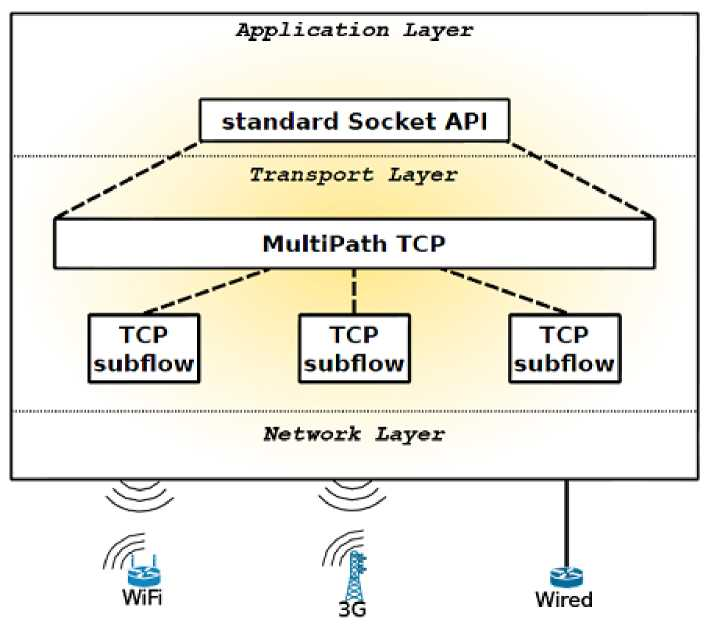 Application Layer
standard Socket API
Transport Layer
MultiPath TCP
TCP
subflow
TCP
subflow
TCP
subflow
Network Layer
WiFi
3G
Wired